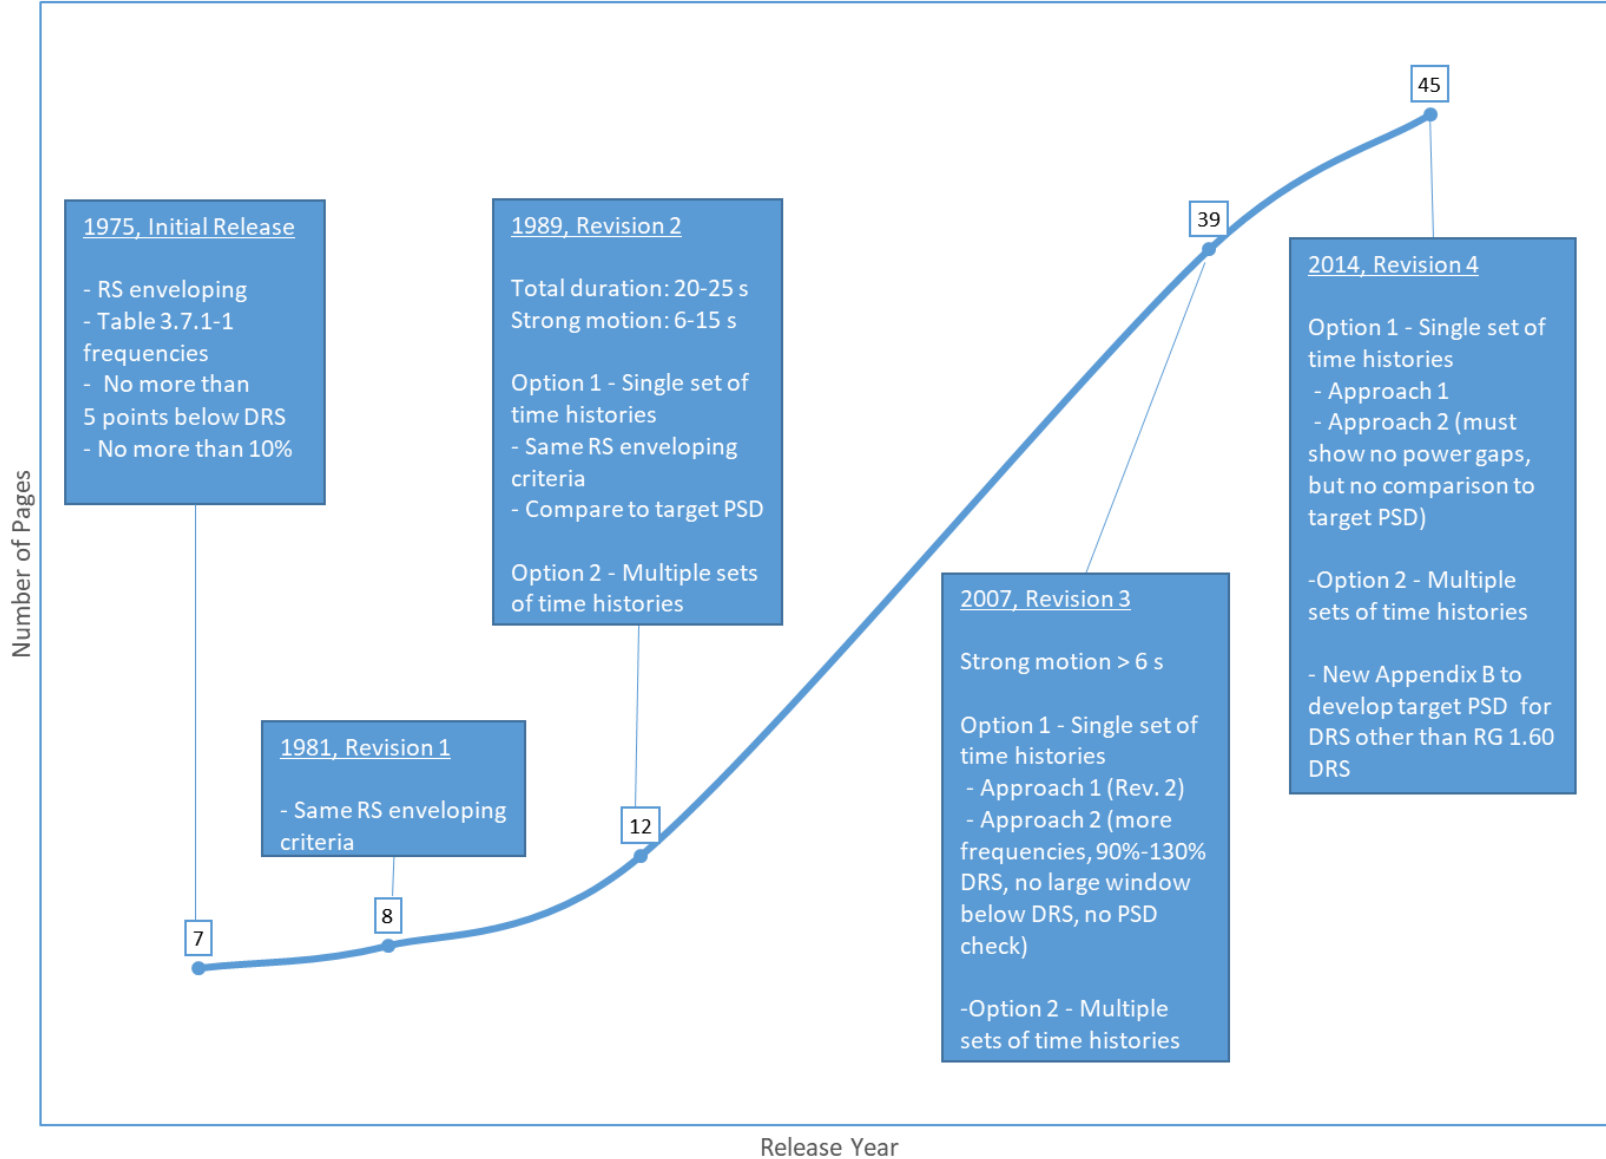 45
39
1975, Initial Release
- RS enveloping
- Table 3.7.1-1
frequencies
- No more than
5 points below DRS
- No more than 10%
1989, Revision 2
Total duration: 20-25 s
Strong motion: 6-15 s
Option 1 - Single set of
time histories
- Same RS enveloping
criteria
- Compare to target PSD
Option 2 - Multiple sets
of time histories
2014, Revision 4
Option 1 - Single set of
time histories
- Approach 1
- Approach 2 (must
show no power gaps,
but no comparison to
target PSD)
-Option 2 - Multiple
sets of time histories
- New Appendix B to
develop target PSD for
DRS other than RG 1.60
DRS
Number of Pages
2007, Revision 3
Strong motion > 6 s
Option 1 - Single set of
time histories
- Approach 1 (Rev. 2)
- Approach 2 (more
frequencies, 90%-130%
DRS, no large window
below DRS, no PSD
check)
-Option 2 - Multiple
sets of time histories
1981, Revision 1
- Same RS enveloping
criteria
12
8
7
Release Year